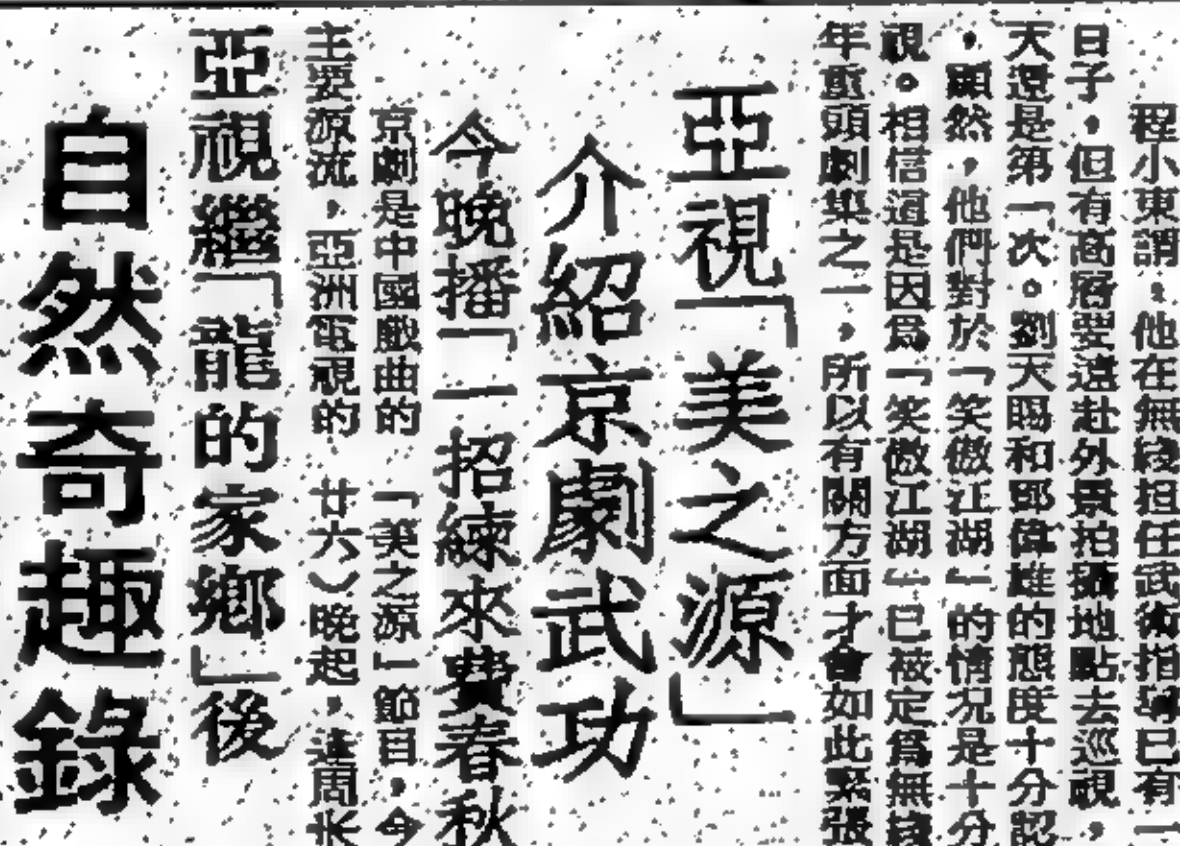 程小東謂，他在無綫担任武術指導已有一
日子，但有高層要遠赴外景拍攝地點去巡視，
天還是第一次。劉天賜和鄧偉雄的態度十分認
，顯然，他們對於「笑傲江湖」的情況是十分
視。相信這是因爲「笑傲江湖」已被定爲無綫
年重頭劇集之一，所以有關方面才會如此緊張
亞視「美之源」
介紹京劇武功
今晚播「一招練來費春秋
京劇是中國戲曲的
主要源流，亞洲電視的
「美之源」節目，今
廿六）晚起，連周長
亞視繼「龍的家鄉」後
自然奇趣錄